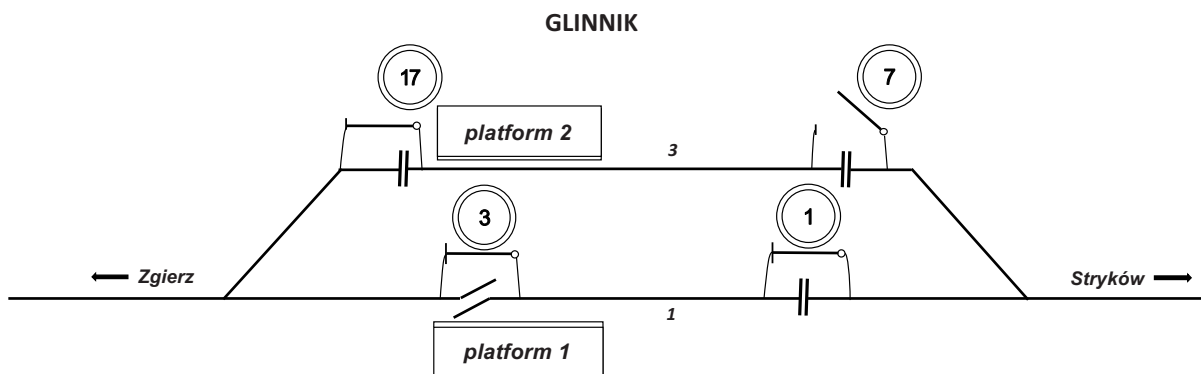 GLINNIK
17
7
platform 2
3
3
1
Zgierz
Stryków
1
platform 1